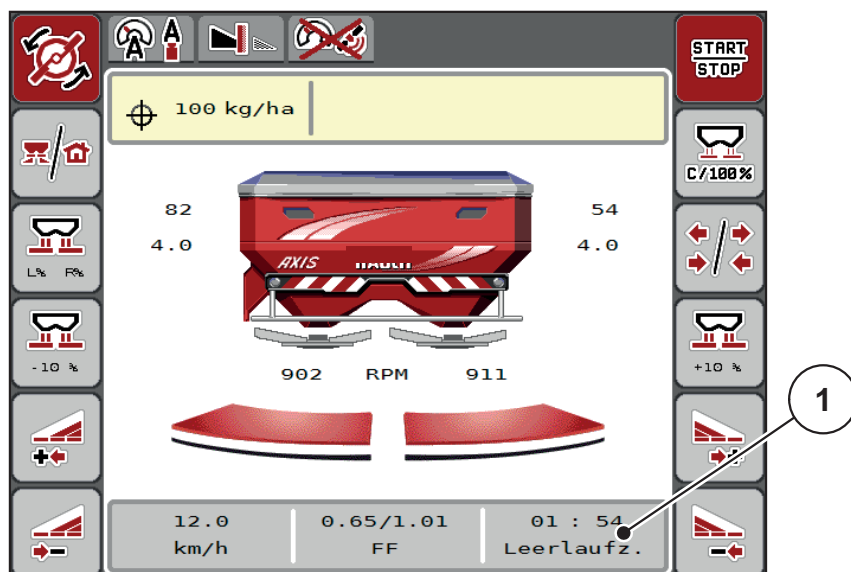 A A
START
STOP
100 kg/ha
C/100%
82 54
4.0 4.0
AXIS RAUCH
L% R%
-10 % +10 %
902 RPM 911
1
12.0 0.65/1.01 01 : 54
km/h FF Leerlaufz.